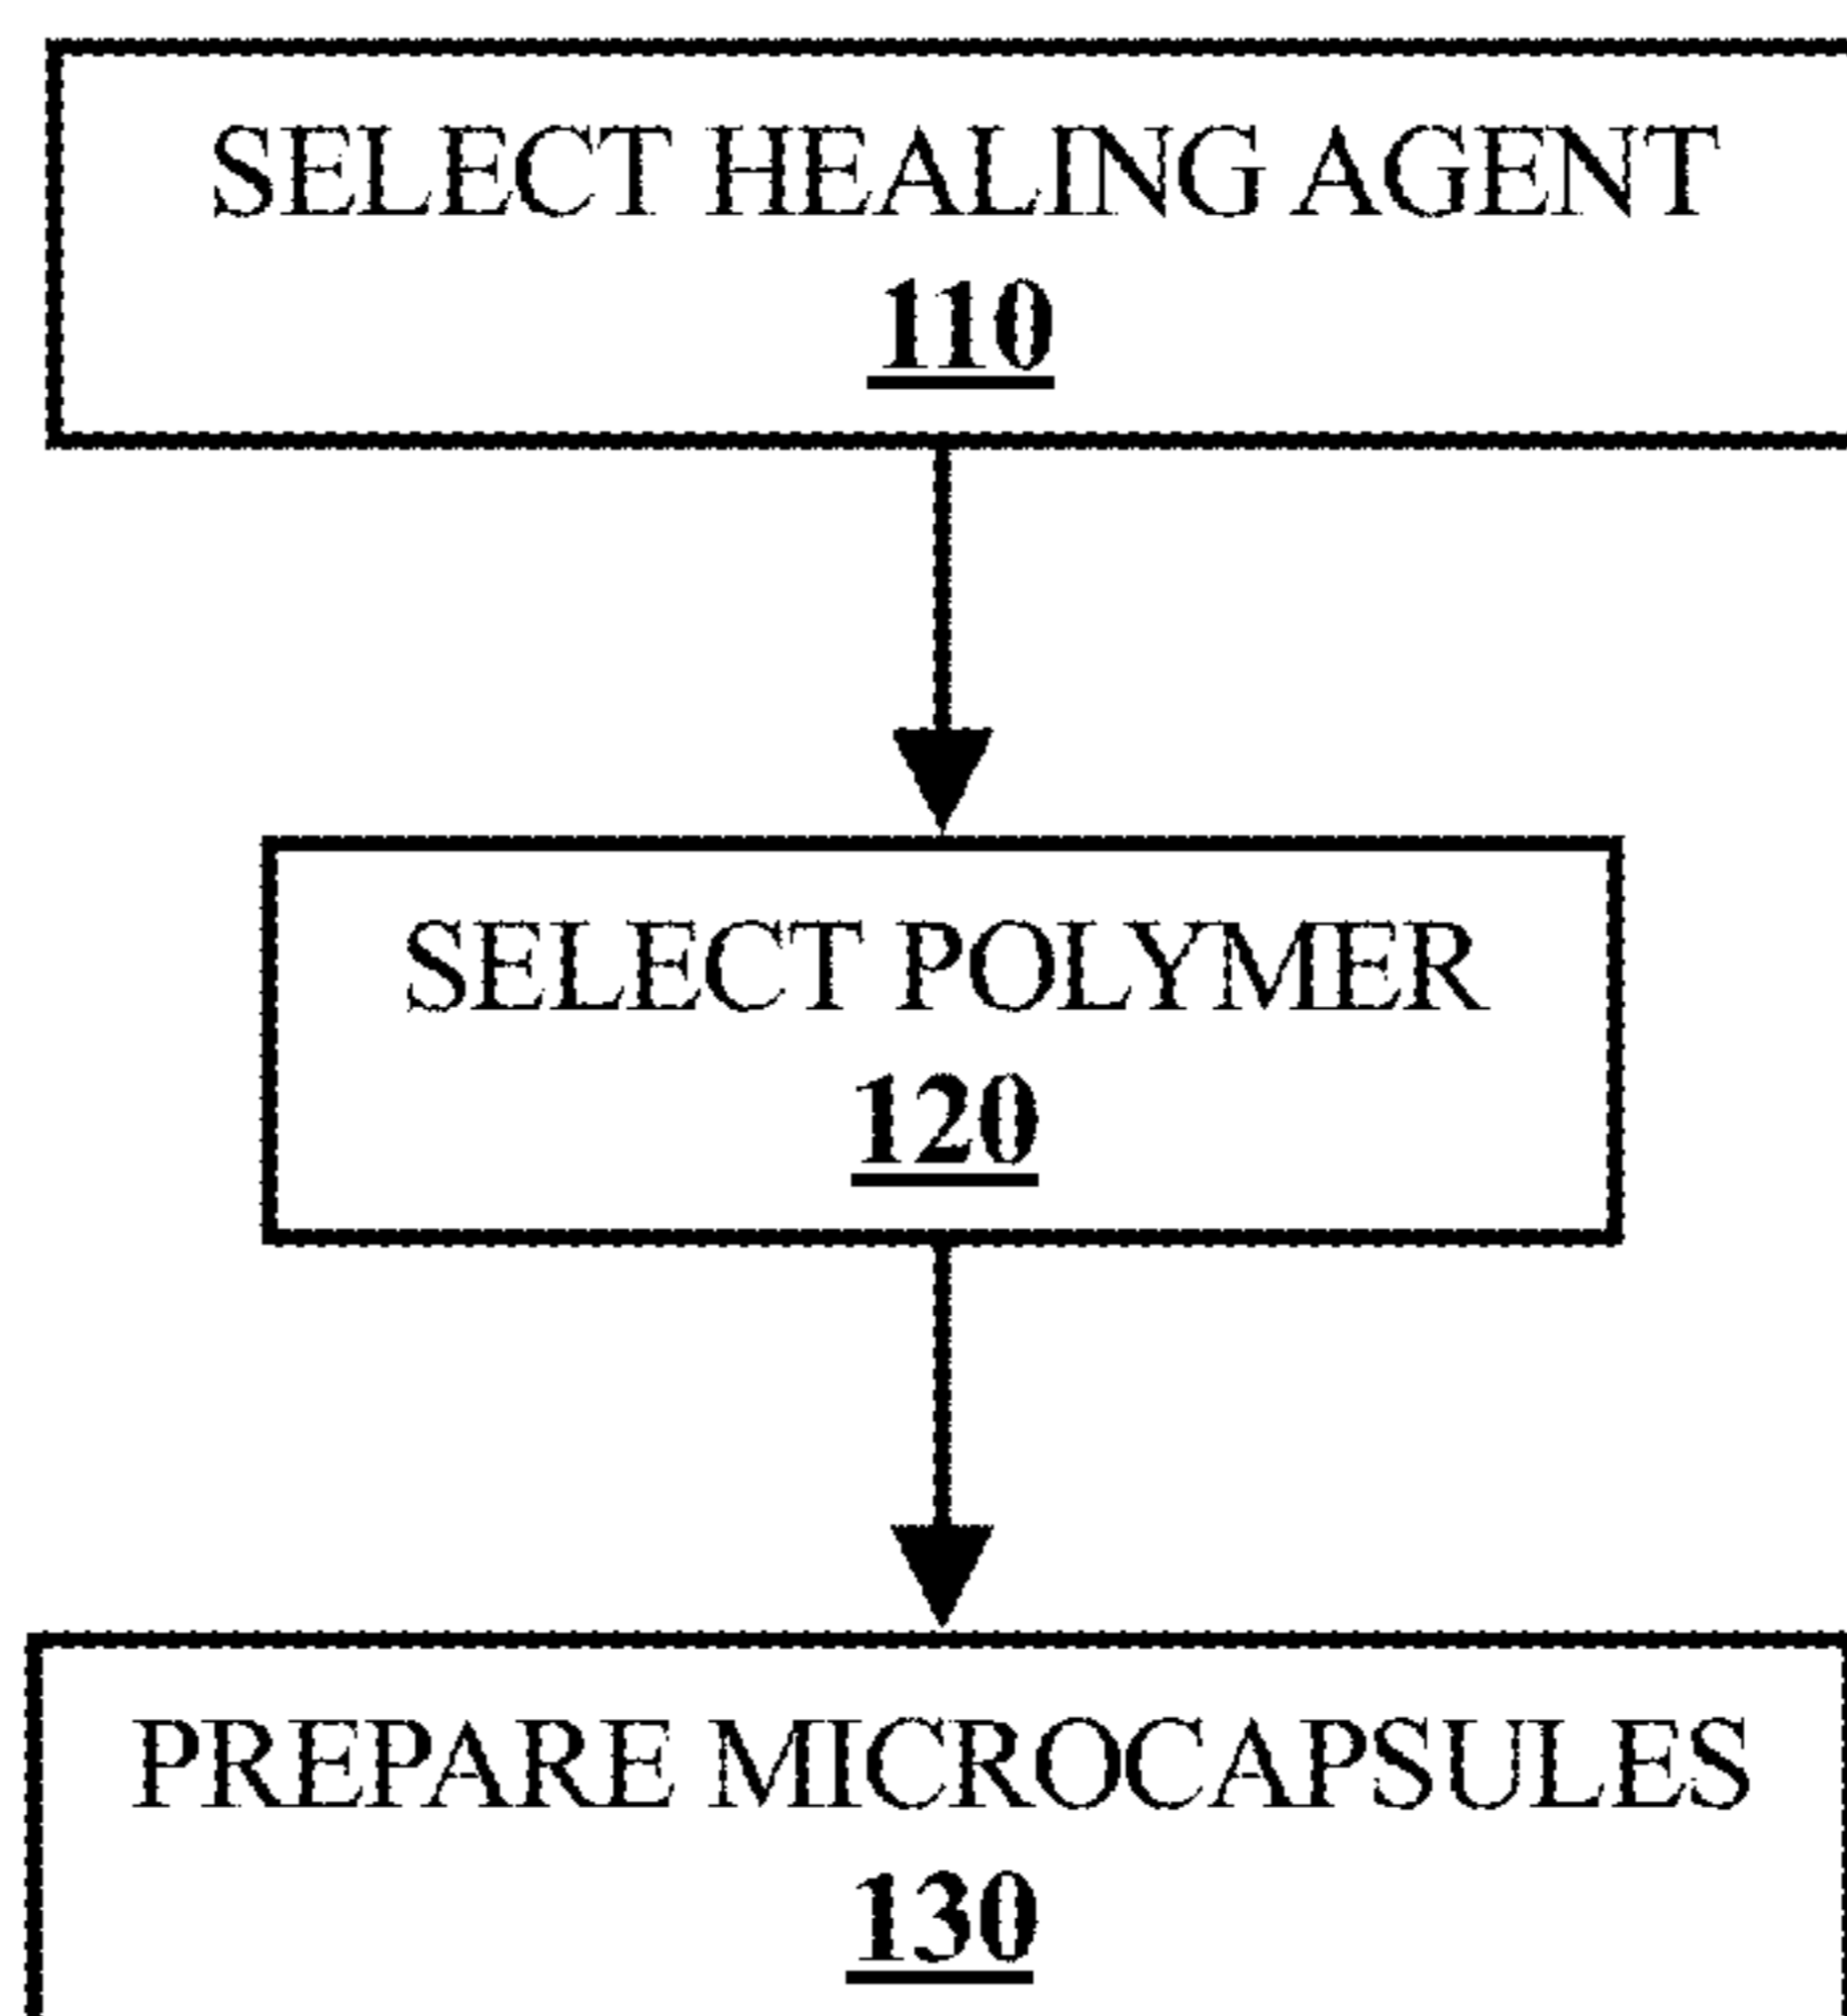 SELECT HEALING AGENT
110
SELECT POLYMER
120
PREPARE MICROCAPSULES
130